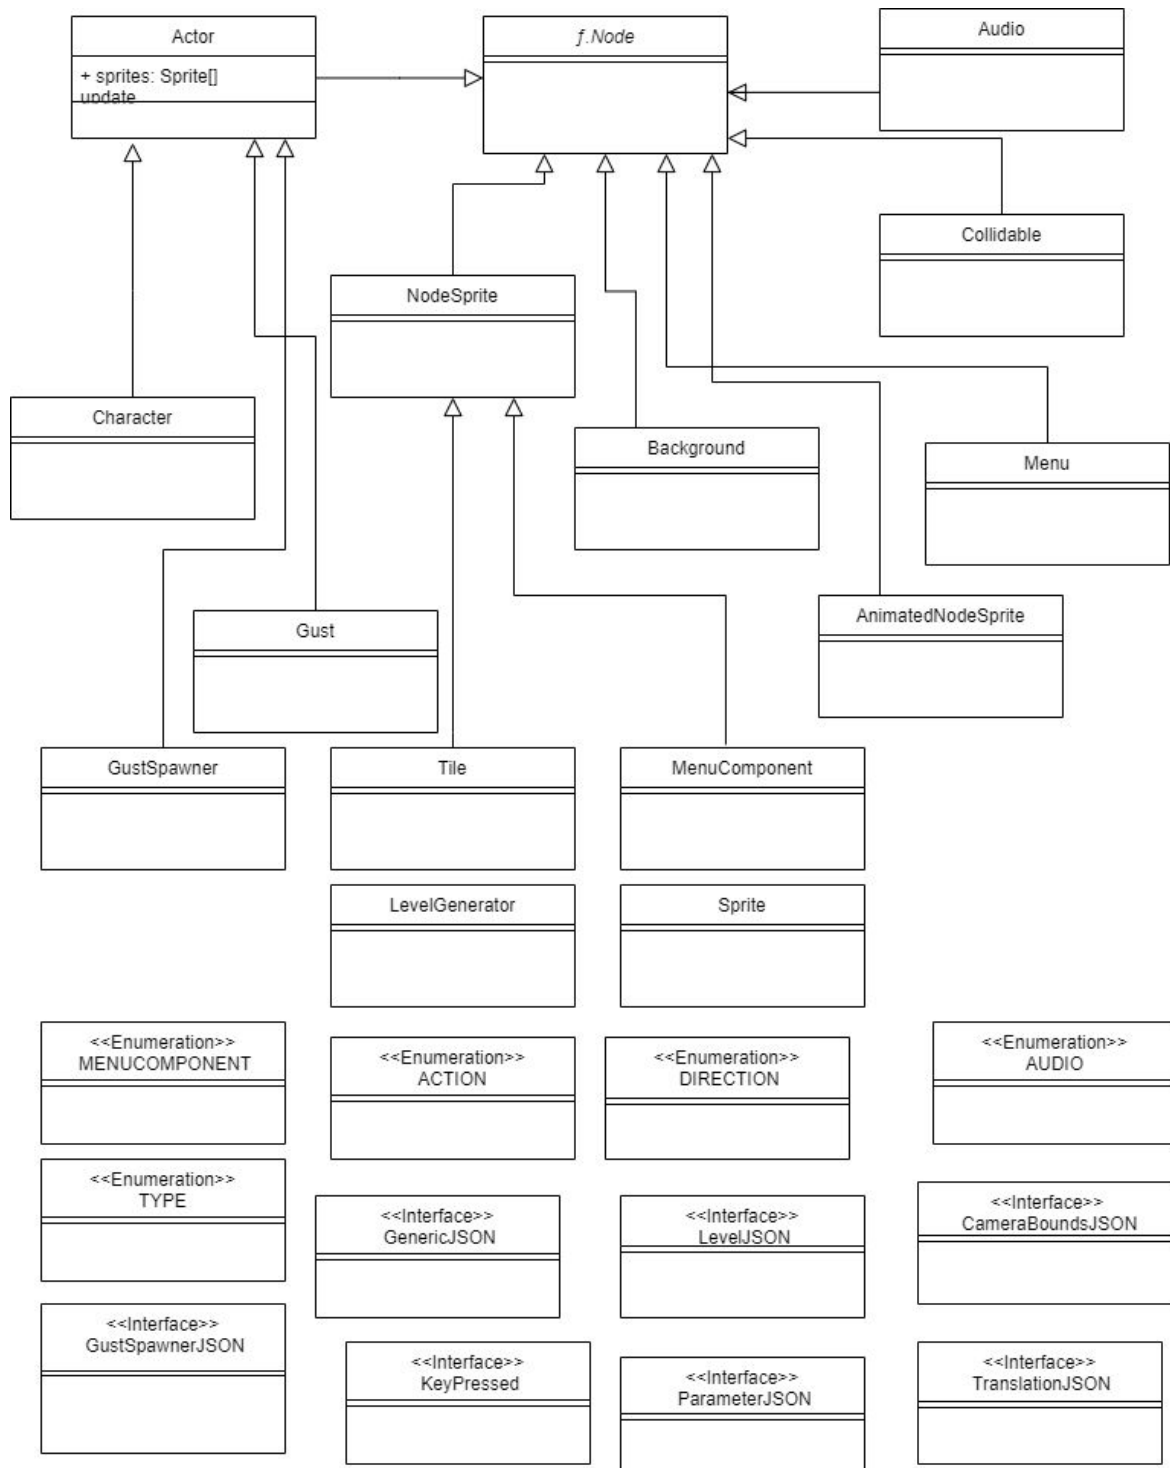 Actor
+ sprites: Sprite[]
update
ƒ.Node
Audio
Collidable
NodeSprite
Character
Background
Menu
Gust
AnimatedNodeSprite
GustSpawner
Tile
MenuComponent
LevelGenerator
Sprite
<<Enumeration>>
MENUCOMPONENT
<<Enumeration>>
ACTION
<<Enumeration>>
DIRECTION
<<Enumeration>>
AUDIO
<<Enumeration>>
TYPE
<<Interface>>
GenericJSON
<<Interface>>
LevelJSON
<<Interface>>
CameraBoundsJSON
<<Interface>>
GustSpawnerJSON
<<Interface>>
KeyPressed
<<Interface>>
ParameterJSON
<<Interface>>
TranslationJSON